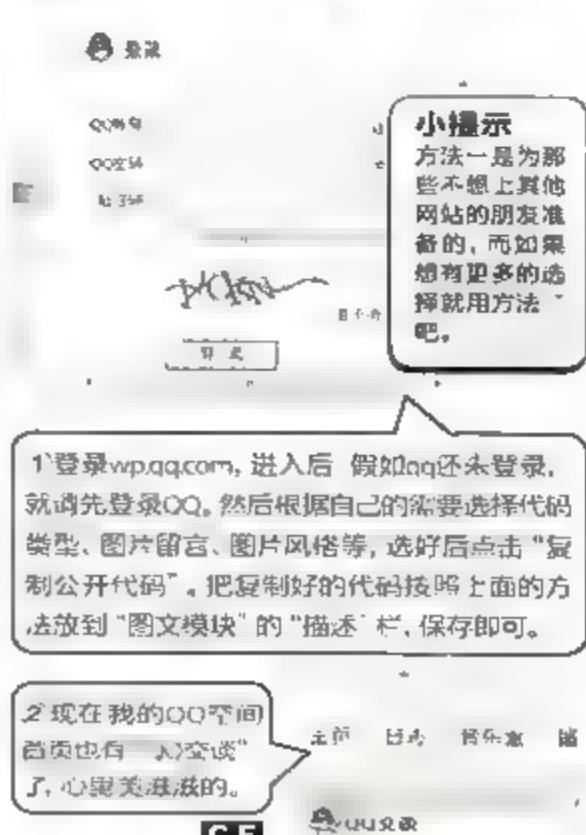 小提示
方法一是为那
些不想上其他
网站的朋友准
备的，而如果
想有更多的选
择就用方法
吧。
1 登录wp.qq.com，进入后 假如qq还未登录，
就请先登录QQ。然后根据自己的需要选择代码
类型、图片留言、图片风格等，选好后点击“复
制公开代码”。把复制好的代码按照上面的方
法放到“图文模块”的“描述”栏，保存即可。
2 现在我的QQ空间
首页也有 交谈”
了，心里美滋滋的。
主页 日志 音乐盒